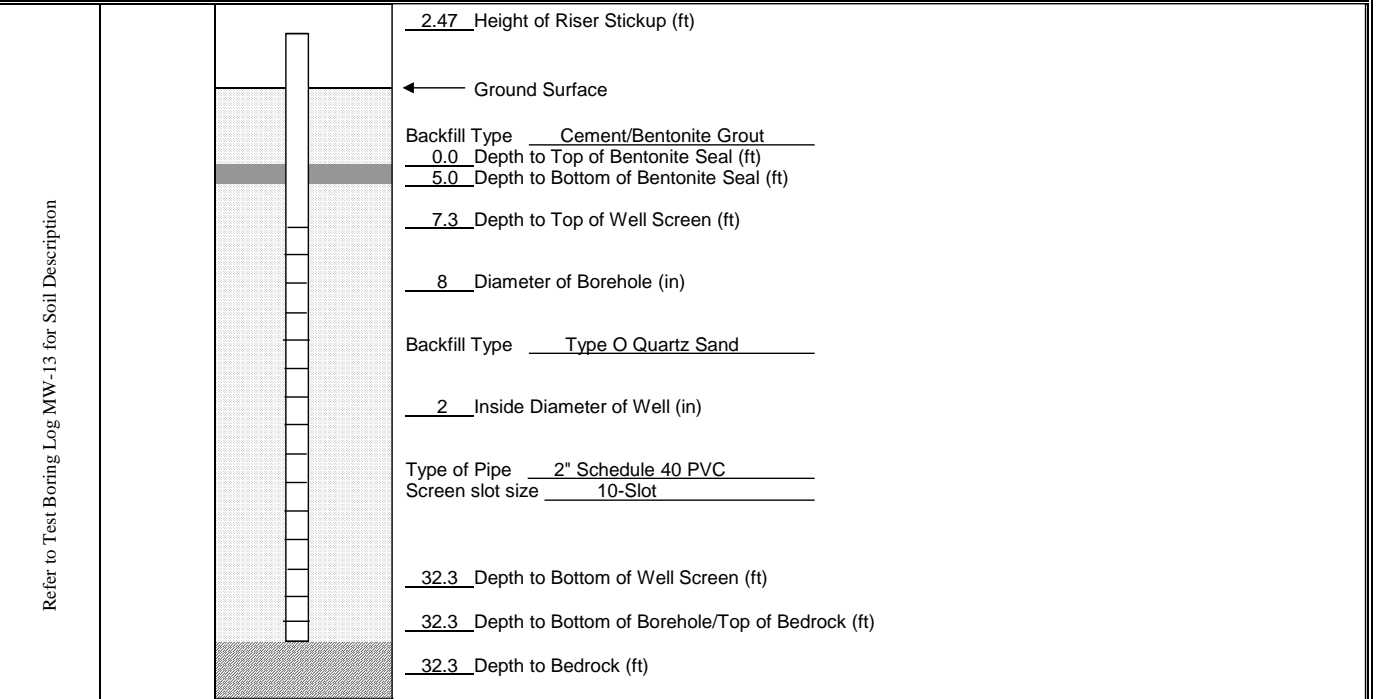 Refer to Test Boring Log MW-13 for Soil Description
2.47 Height of Riser Stickup (ft)
Ground Surface
Backfill Type Cement/Bentonite Grout
0.0 Depth to Top of Bentonite Seal (ft)
5.0 Depth to Bottom of Bentonite Seal (ft)
7.3 Depth to Top of Well Screen (ft)
8 Diameter of Borehole (in)
Backfill Type Type O Quartz Sand
2 Inside Diameter of Well (in)
Type of Pipe 2" Schedule 40 PVC
Screen slot size 10-Slot
32.3 Depth to Bottom of Well Screen (ft)
32.3 Depth to Bottom of Borehole/Top of Bedrock (ft)
32.3 Depth to Bedrock (ft)